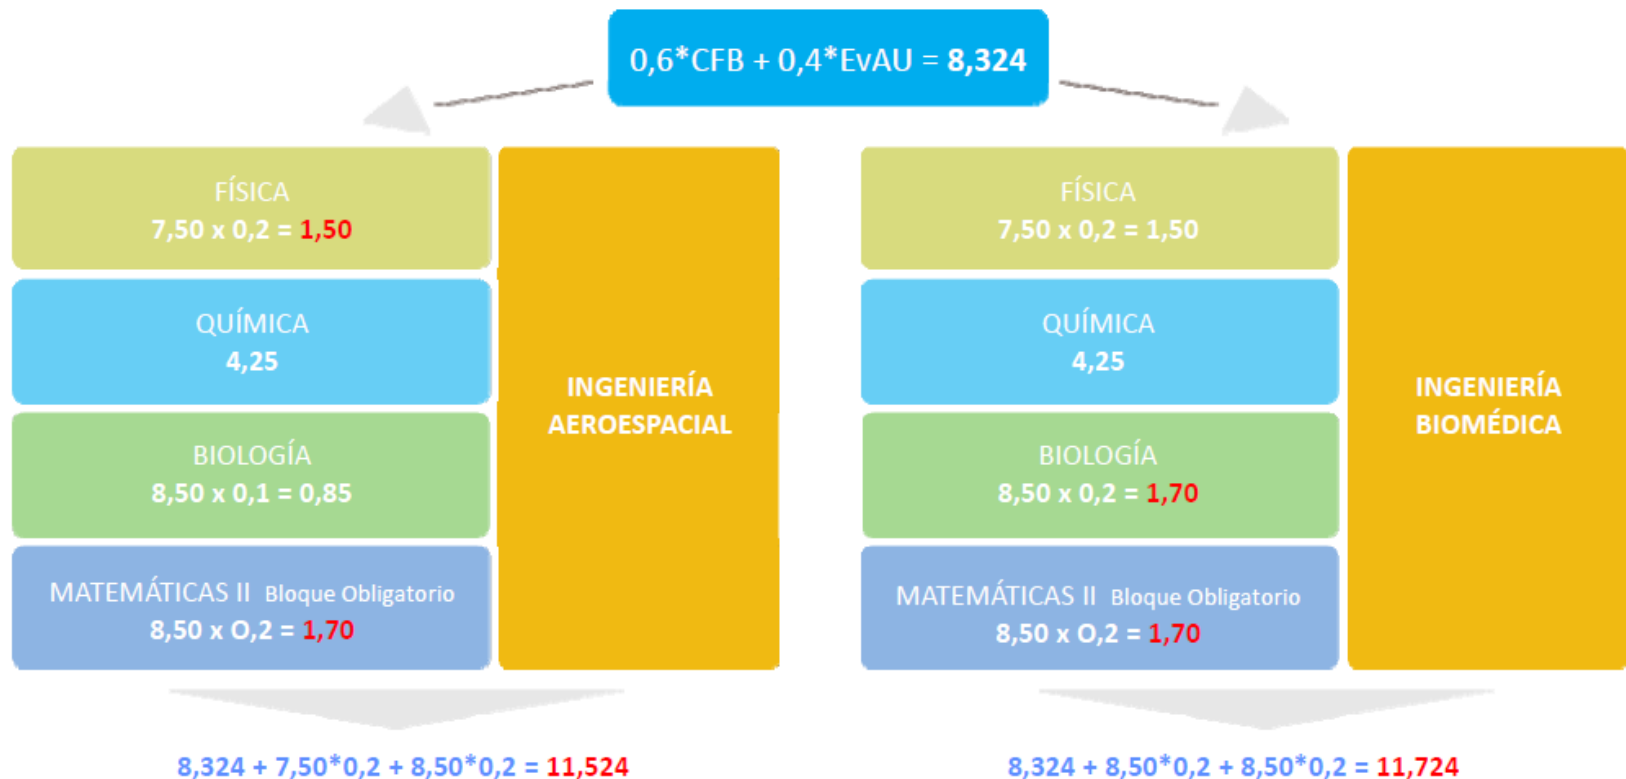 0,6*CFB + 0,4*EvAU = 8,324
FÍSICA
7,50 x 0,2 = 1,50
QUÍMICA
4,25
BIOLOGÍA
8,50 x 0,1 = 0,85
MATEMÁTICAS II Bloque Obligatorio
8,50 x O,2 = 1,70
INGENIERÍA
AEROESPACIAL
8,324 + 7,50*0,2 + 8,50*0,2 = 11,524
FÍSICA
7,50 x 0,2 = 1,50
QUÍMICA
4,25
BIOLOGÍA
8,50 x 0,2 = 1,70
MATEMÁTICAS II Bloque Obligatorio
8,50 x O,2 = 1,70
INGENIERÍA
BIOMÉDICA
8,324 + 8,50*0,2 + 8,50*0,2 = 11,724